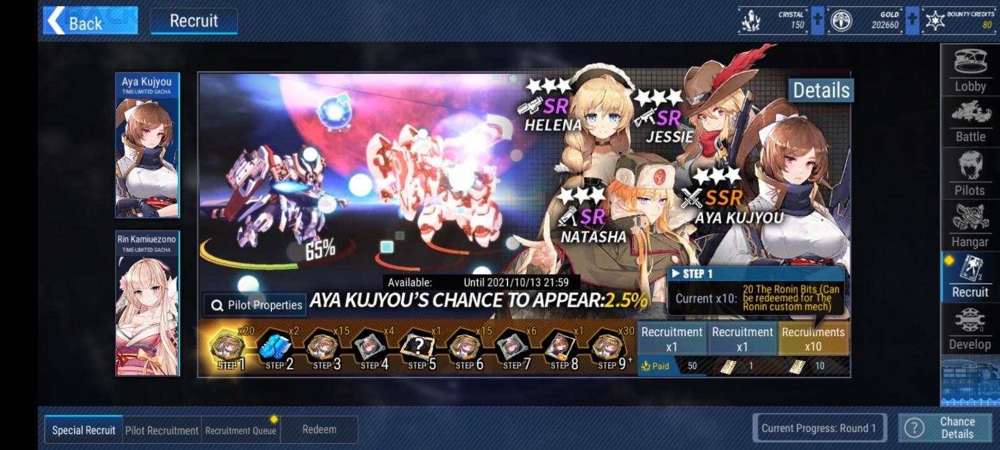 Back
Recruit
CRYSTAL
150
GOLD
202660
BOUNTY CREDITS
80
Aya Kujyou
TIME-LIMITED GACHA
Rin Kamiuezono
TIME-LIMITED GACHA
Details
SR
HELENA
SR
JESSIE
SR
NATASHA
SSR
AYA KUJYOU
65%
Available: Until 2021/10/13 21:59
Pilot Properties
AYA KUJYOU'S CHANCE TO APPEAR:2.5%
STEP 1
Current x10:
20 The Ronin Bits (Can
be redeemed for The
Ronin custom mech)
x20
STEP 1
x2
STEP 2
x15
STEP 3
x4
STEP 4
?
x1
STEP 5
x15
STEP 6
x6
STEP 7
x1
STEP 8
x30
STEP 9+
Recruitment
x1
Paid 50
Recruitment
x1
1
Recruitments
x10
10
Lobby
Battle
Pilots
Hangar
2
Recruit
0
Develop
Special Recruit
Pilot Recruitment
Recruitment Queue
Redeem
Current Progress: Round 1
?
Chance
Details